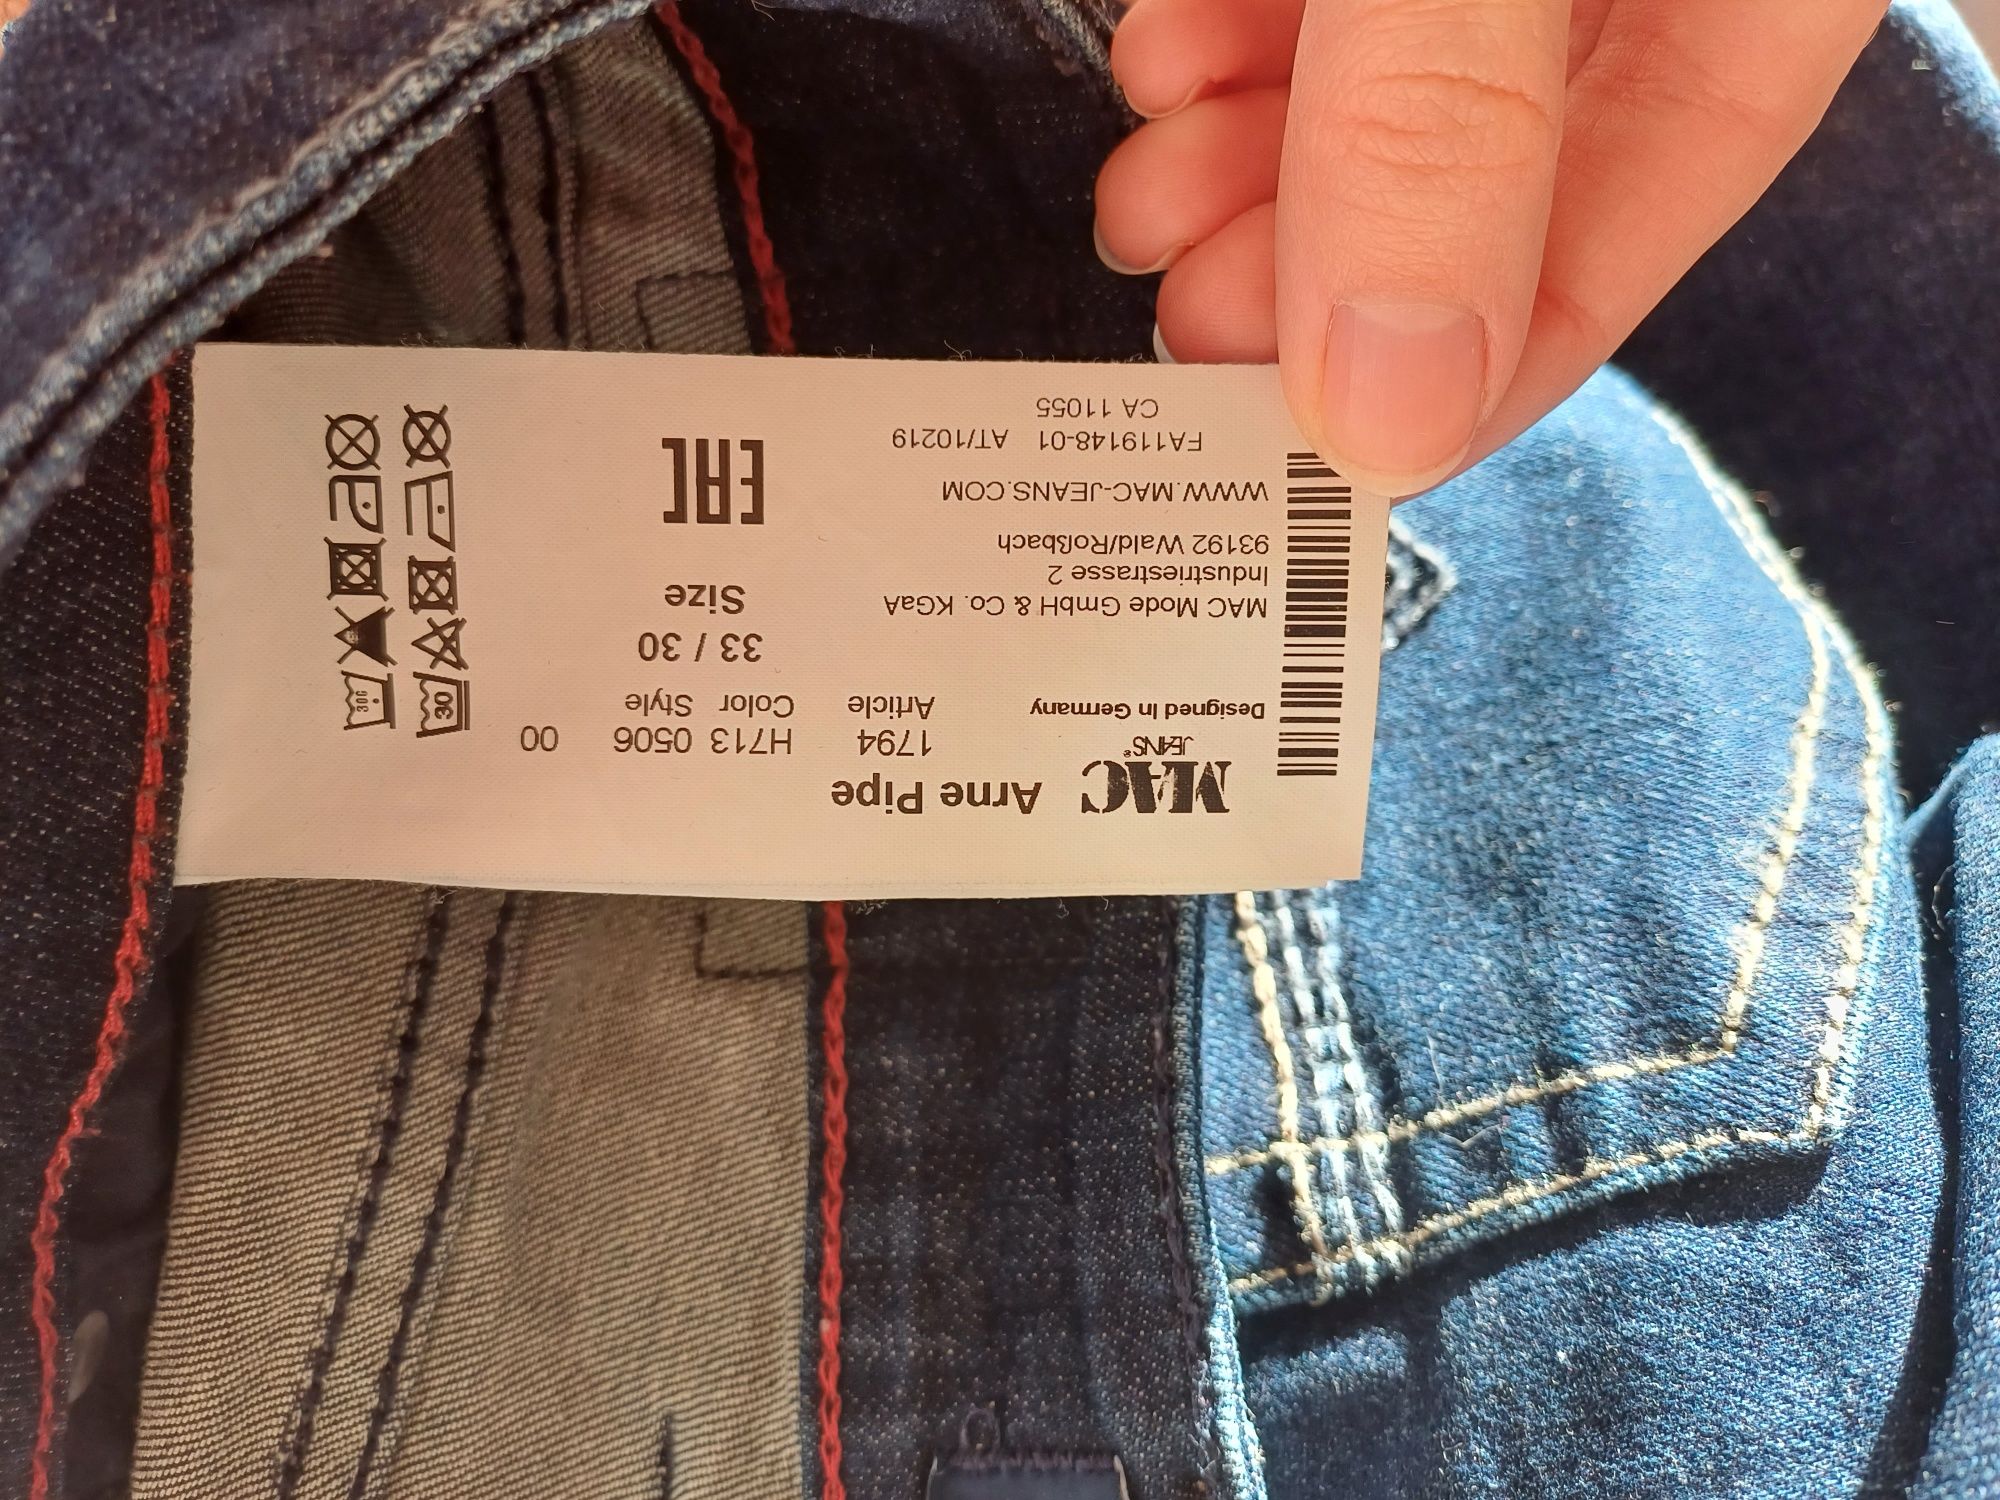 MAC Arne Pipe
JEANS®
Designed In Germany
1794 H713 0506 00
Article Color Style
33 / 30
Size
MAC Mode GmbH & Co. KGaA
Industriestrasse 2
93192 Wald/Roßbach
WWW.MAC-JEANS.COM
FA119148-01 AT/10219
CA 11055
EAC
30
30G